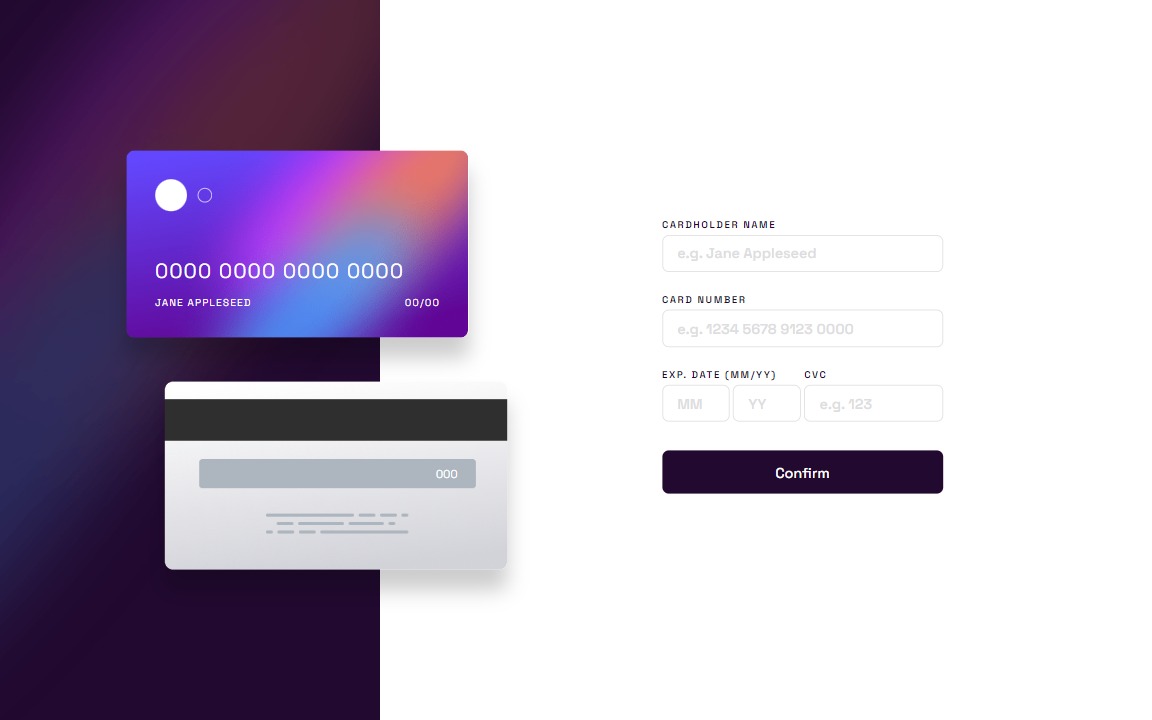 0000 0000 0000 0000
JANE APPLESEED 00/00
000
CARDHOLDER NAME
e.g. Jane Appleseed
CARD NUMBER
e.g. 1234 5678 9123 0000
EXP. DATE (MM/YY) CVC
MM YY e.g. 123
Confirm